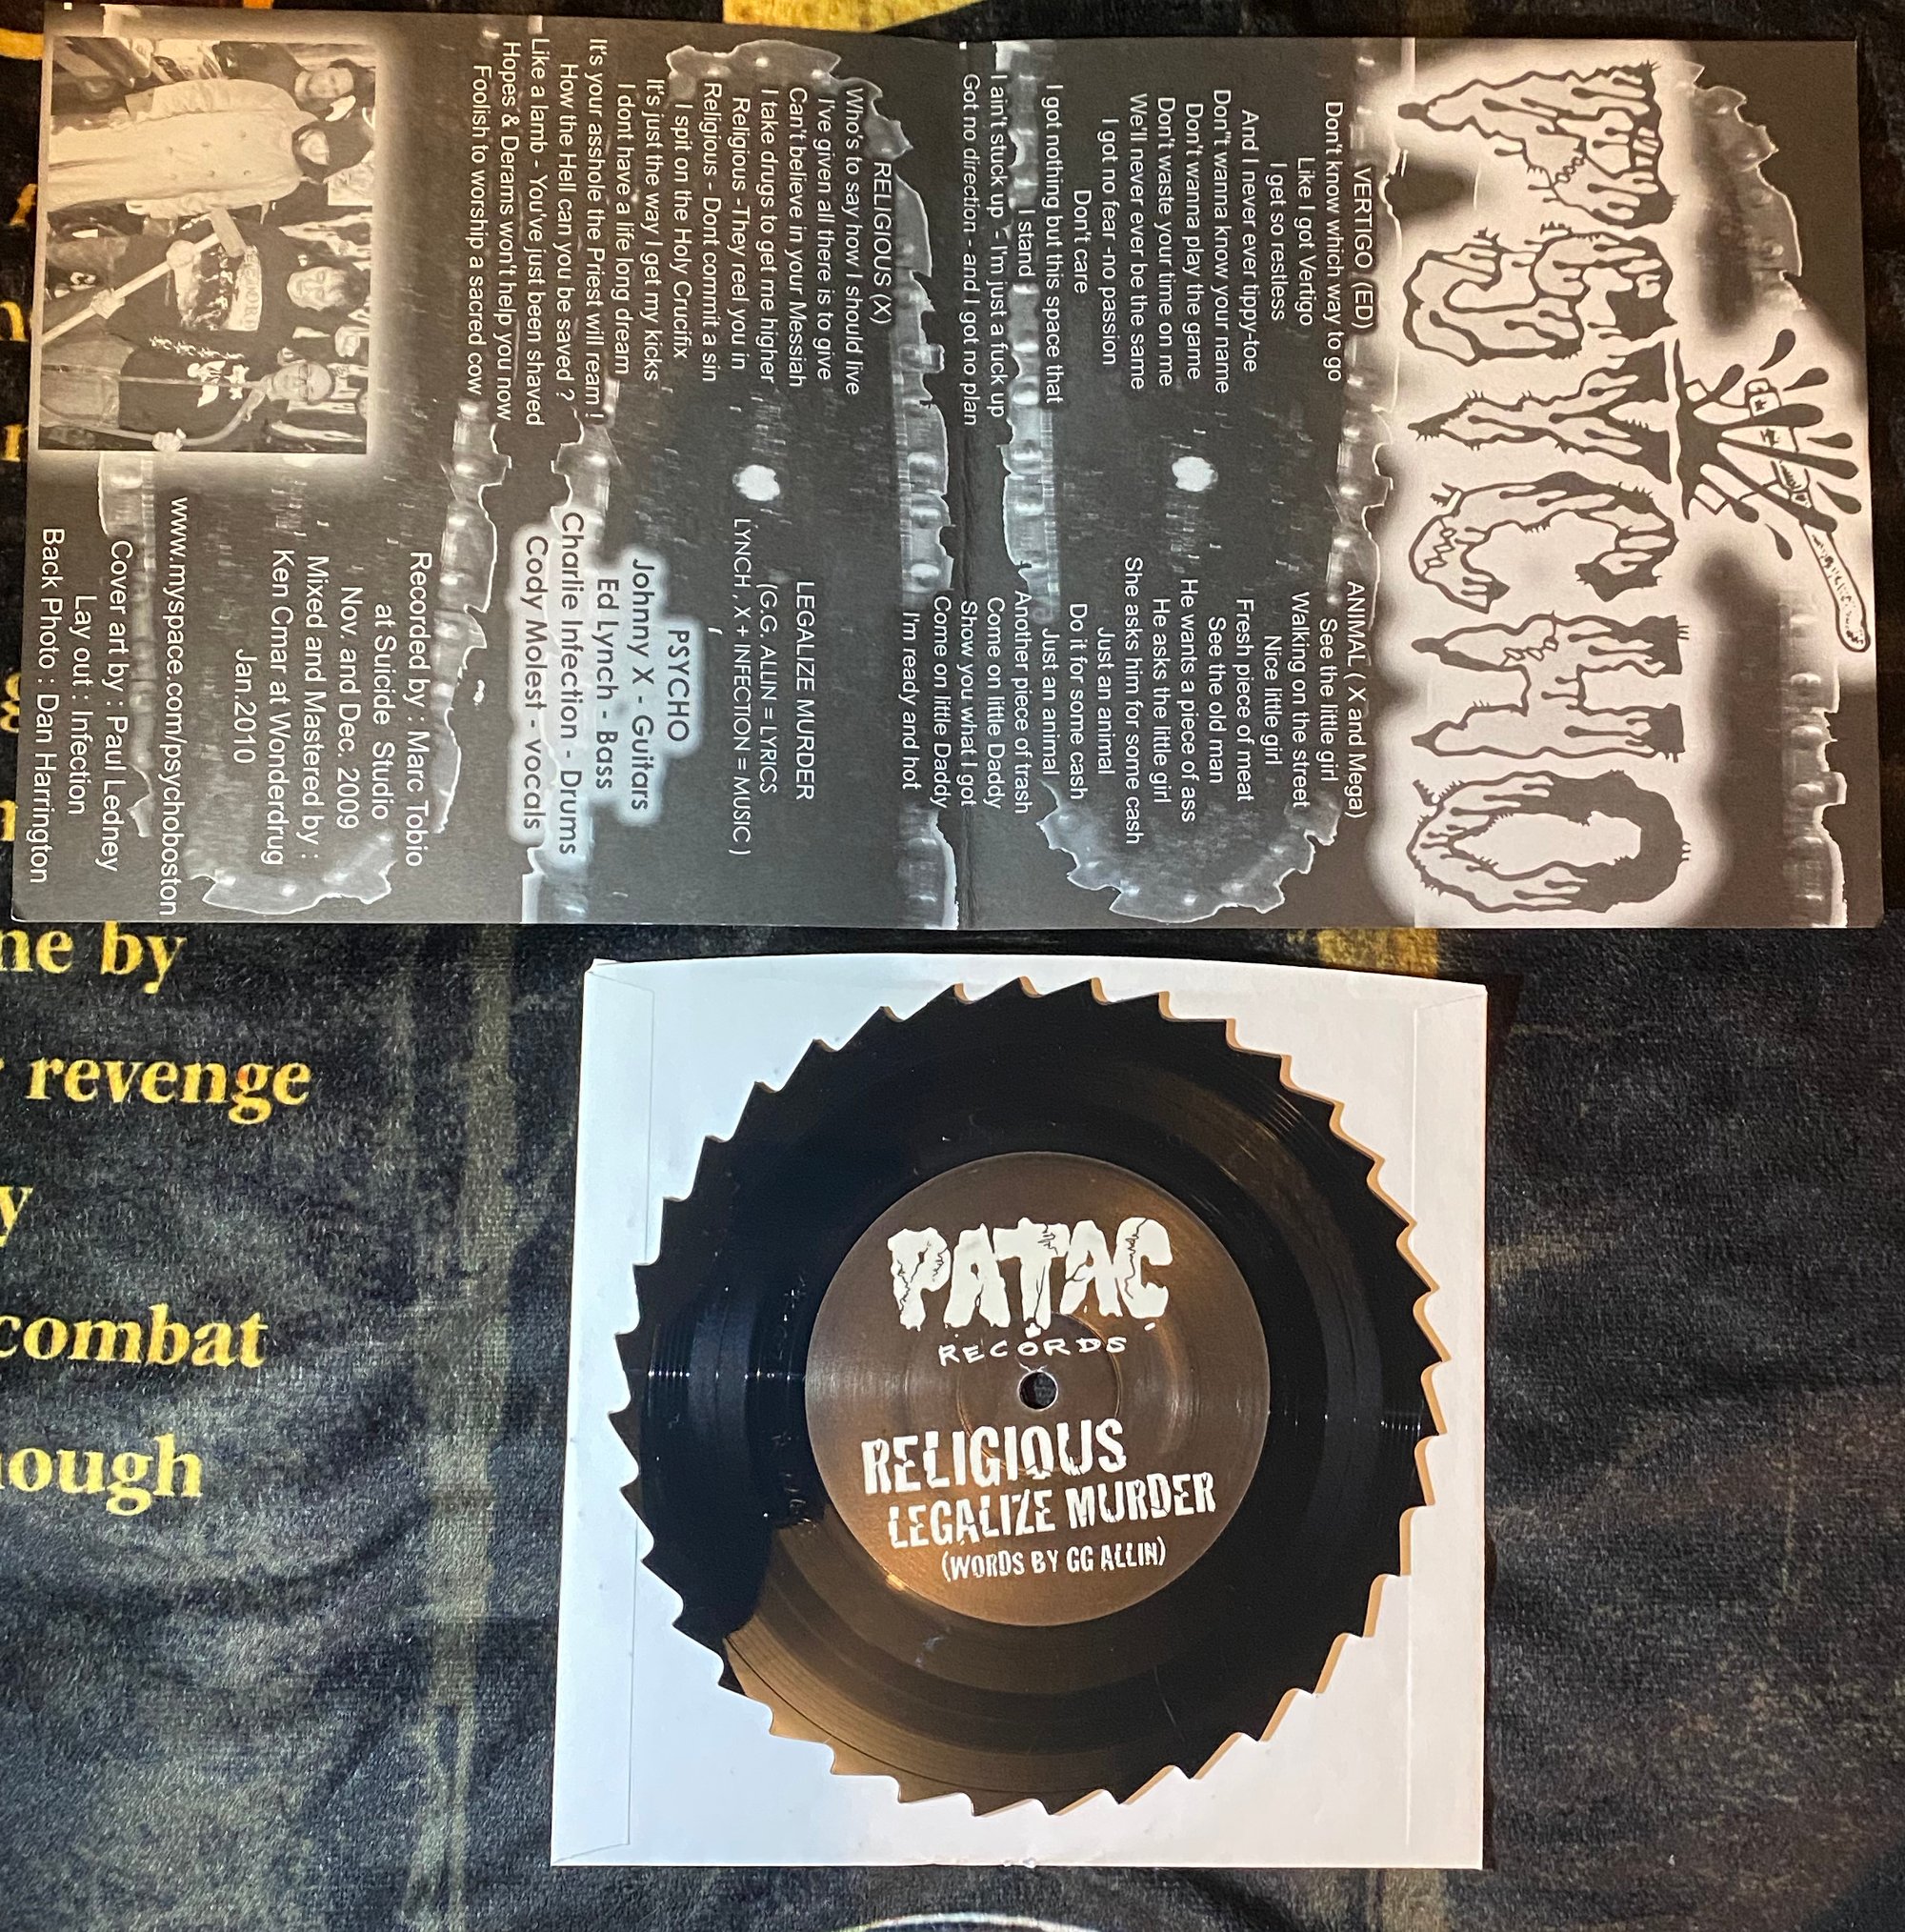 PSYCHO
VERTIGO (ED)
Don't know which way to go
Like I got Vertigo
I get so restless
And I never ever tippy-toe
Don"t wanna know your name
Don't wanna play the game
Don't waste your time on me
We'll never ever be the same
I got no fear -no passion
Don't care
I got nothing but this space that
I stand
I ain't stuck up - I'm just a fuck up
Got no direction - and I got no plan
RELIGIOUS (X)
Who's to say how I should live
I've given all there is to give
Can't believe in your Messiah
I take drugs to get me higher
Religious -They reel you in
Religious - Dont commit a sin
I spit on the Holy Crucifix
It's just the way I get my kicks
I dont have a life long dream
It's your asshole the Priest will ream !
How the Hell can you be saved ?
Like a lamb - You've just been shaved
Hopes & Derams won't help you now
Foolish to worship a sacred cow
ANIMAL ( X and Mega)
See the little girl
Walking on the street
Nice little girl
Fresh piece of meat
See the old man
He wants a piece of ass
He asks the little girl
She asks him for some cash
Just an animal
Do it for some cash
Just an animal
Another piece of trash
Come on little Daddy
Show you what I got
Come on little Daddy
I'm ready and hot
LEGALIZE MURDER
(G.G. ALLIN = LYRICS
LYNCH , X + INFECTION = MUSIC )
PSYCHO
Johnny X - Guitars
Ed Lynch - Bass
Charlie Infection - Drums
Cody Molest - vocals
Recorded by : Marc Tobio
at Suicide Studio
Nov. and Dec. 2009
Mixed and Mastered by :
Ken Cmar at Wonderdrug
Jan.2010
www.myspace.com/psychoboston
Cover art by : Paul Ledney
Lay out : Infection
Back Photo : Dan Harrington
PATAC
RECORDS
RELIGIOUS
LEGALIZE MURDER
(WORDS BY GG ALLIN)
by
revenge
combat